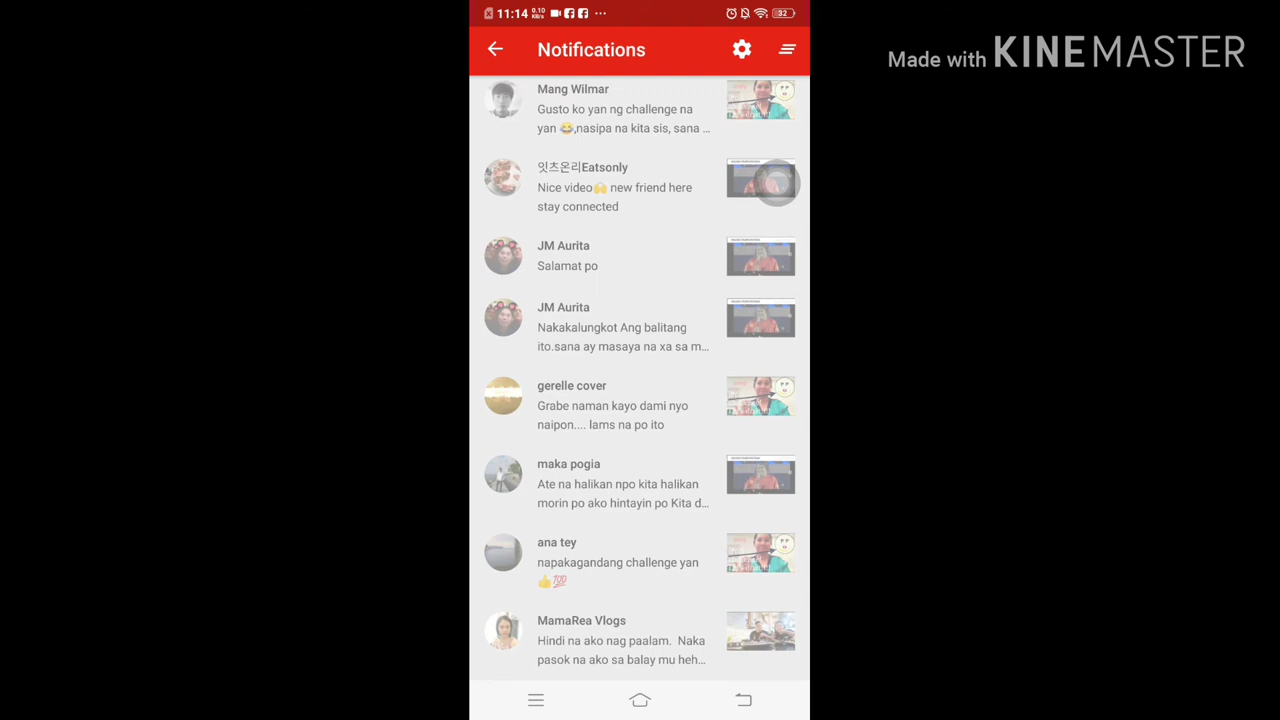 11:14 0.10 KB/s ... 32
Made with KINEMASTER
Notifications
Mang Wilmar
Gusto ko yan ng challenge na
yan 😂,nasipa na kita sis, sana ...
잇츠온리Eatsonly
Nice video🙌 new friend here
stay connected
JM Aurita
Salamat po
JM Aurita
Nakakalungkot Ang balitang
ito.sana ay masaya na xa sa m...
gerelle cover
Grabe naman kayo dami nyo
naipon.... lams na po ito
maka pogia
Ate na halikan npo kita halikan
morin po ako hintayin po Kita d...
ana tey
napakagandang challenge yan
👍💯
MamaRea Vlogs
Hindi na ako nag paalam.  Naka
pasok na ako sa balay mu heh...